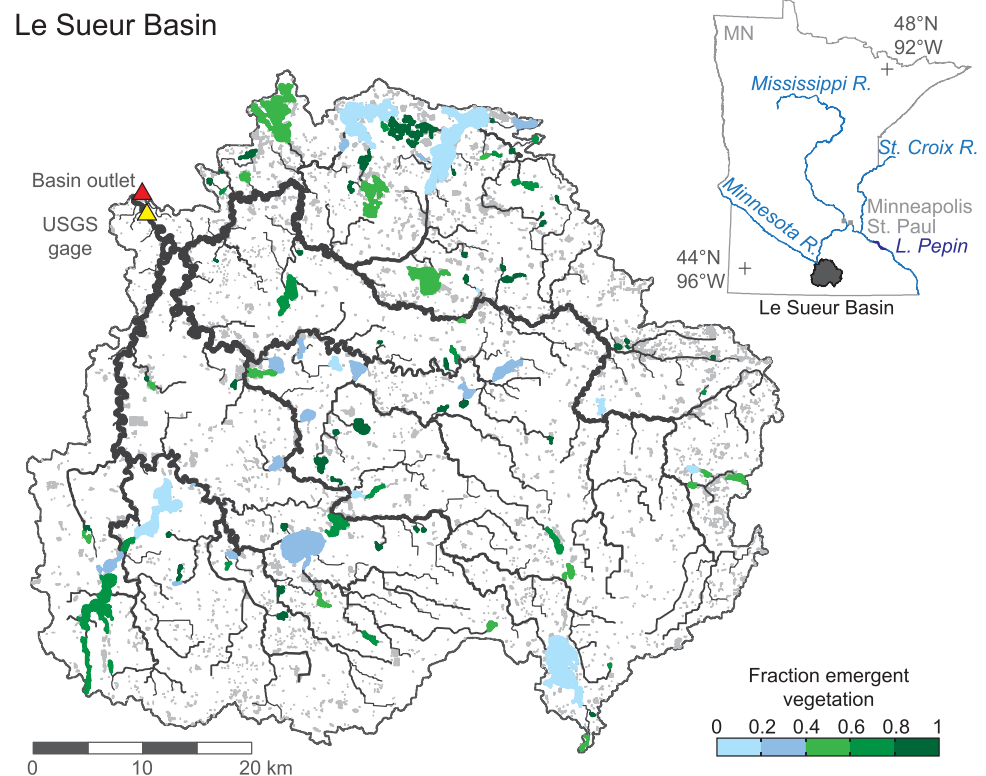 Le Sueur Basin
48°N
92°W
MN
Mississippi R.
St. Croix R.
Basin outlet
Minnesota R.
Minneapolis
St. Paul
USGS
gage
L. Pepin
44°N
96°W
Le Sueur Basin
Fraction emergent
vegetation
0 0.2 0.4 0.6 0.8 1
0 10 20 km